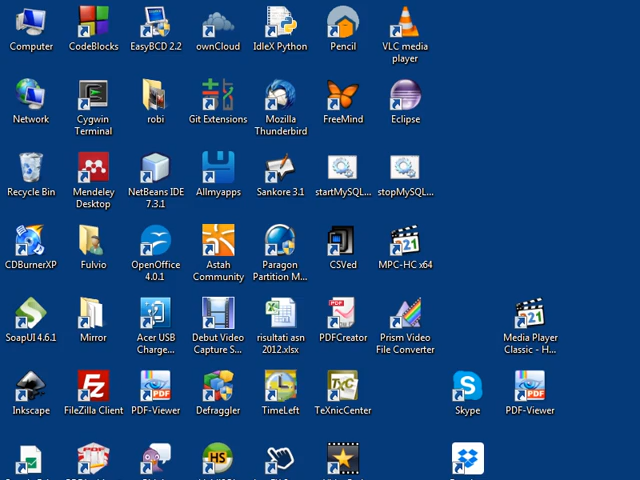 Computer
CodeBlocks
EasyBCD 2.2
ownCloud
IdleX Python
Pencil
VLC media
player
Network
Cygwin
Terminal
robi
Git Extensions
Mozilla
Thunderbird
FreeMind
Eclipse
Recycle Bin
Mendeley
Desktop
NetBeans IDE
7.3.1
Allmyapps
Sankore 3.1
startMySQL...
stopMySQL...
CDBurnerXP
Fulvio
OpenOffice
4.0.1
Astah
Community
Paragon
Partition M...
CSVed
MPC-HC x64
SoapUI 4.6.1
Mirror
Acer USB
Charge...
Debut Video
Capture S...
risultati asn
2012.xlsx
PDFCreator
Prism Video
File Converter
Media Player
Classic - H...
Inkscape
FileZilla Client
PDF-Viewer
Defraggler
TimeLeft
TeXnicCenter
Skype
PDF-Viewer